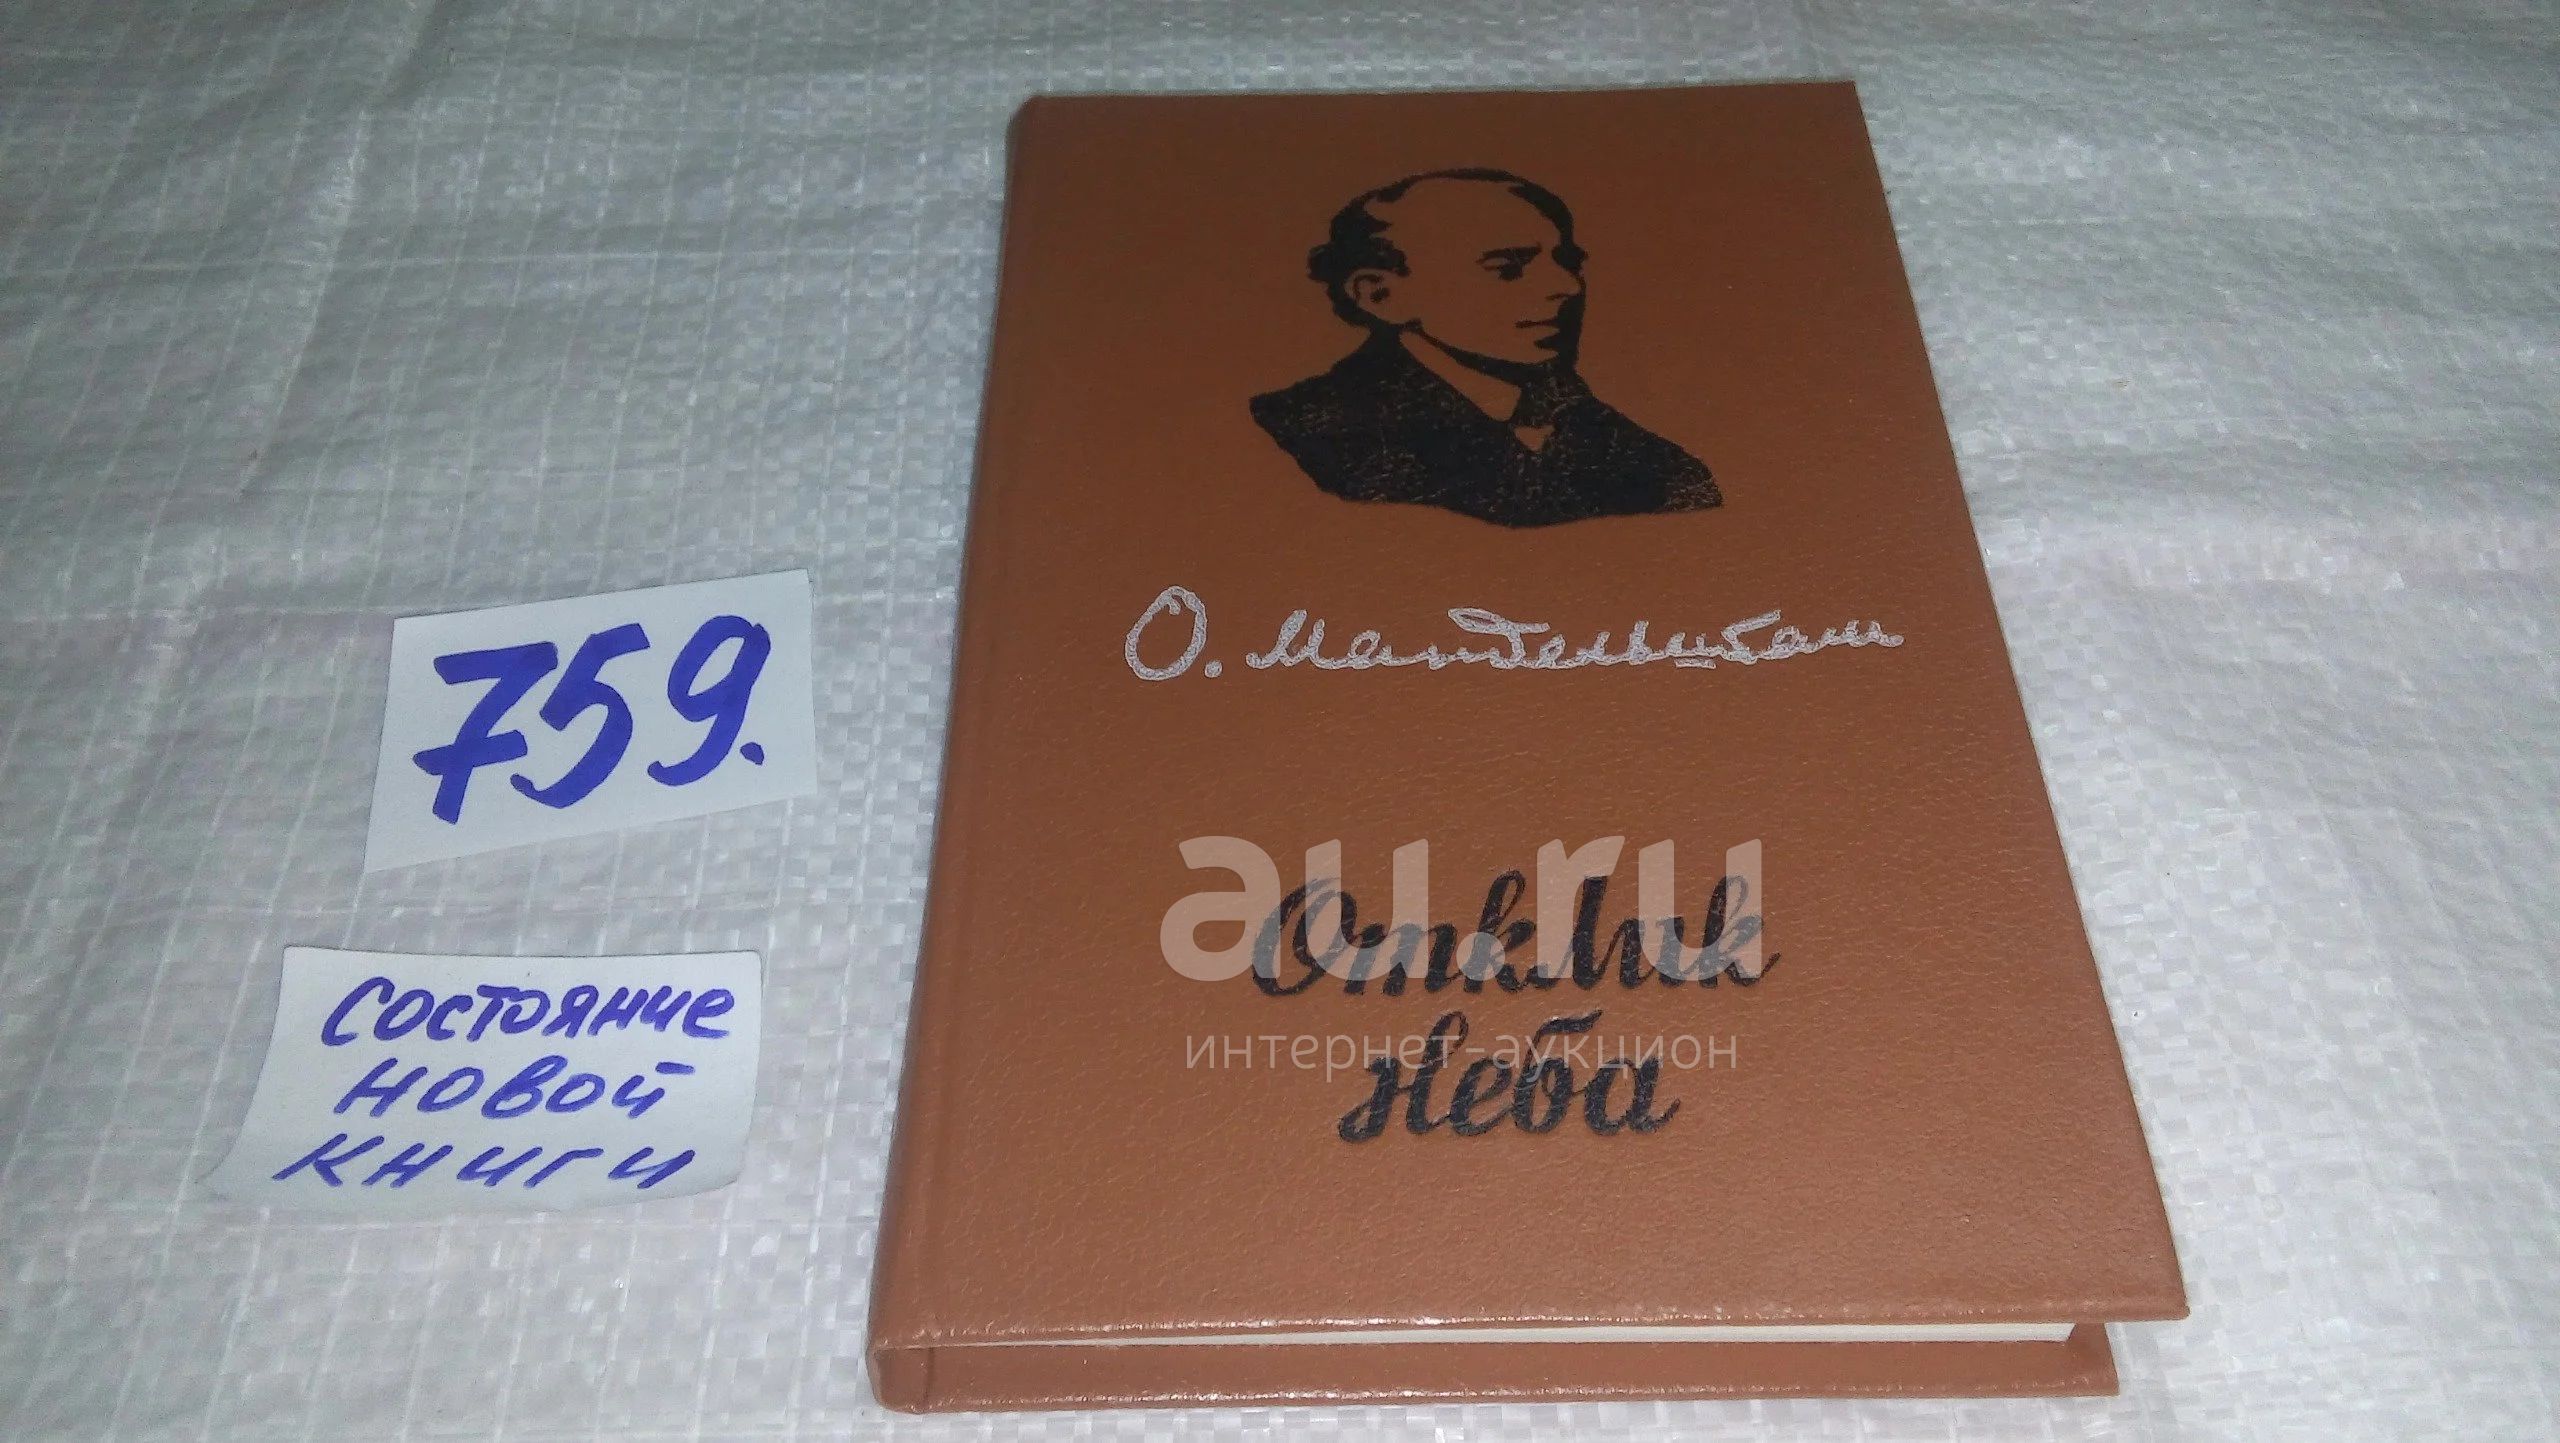 759.
состояние
новой
книги
О. Мандельштам
Отклик
неба
au.ru
интернет-аукцион